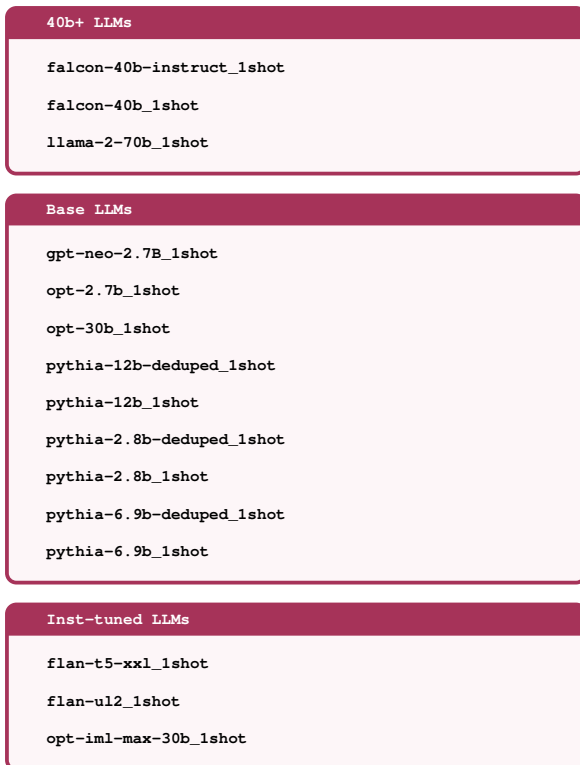 40b+ LLMs
falcon-40b-instruct_1shot
falcon-40b_1shot
llama-2-70b_1shot
Base LLMs
gpt-neo-2.7B_1shot
opt-2.7b_1shot
opt-30b_1shot
pythia-12b-deduped_1shot
pythia-12b_1shot
pythia-2.8b-deduped_1shot
pythia-2.8b_1shot
pythia-6.9b-deduped_1shot
pythia-6.9b_1shot
Inst-tuned LLMs
flan-t5-xxl_1shot
flan-ul2_1shot
opt-iml-max-30b_1shot